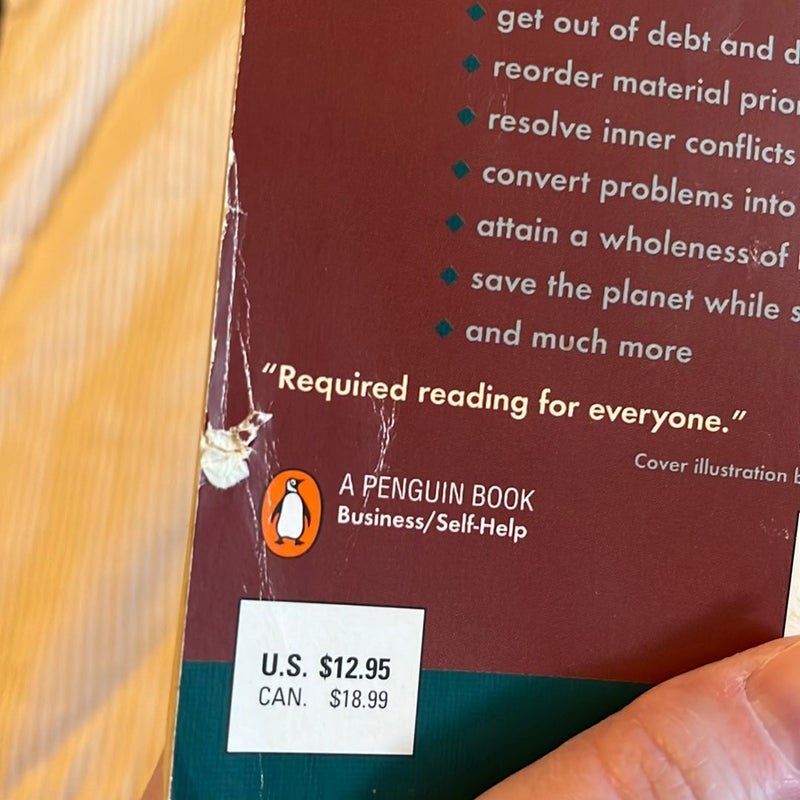 get out of debt and
reorder material
resolve inner conflicts
convert problems into
attain a wholeness of
save the planet while
and much more
"Required reading for everyone."
Cover illustration
A PENGUIN BOOK
Business/Self-Help
U.S. $12.95
CAN. $18.99